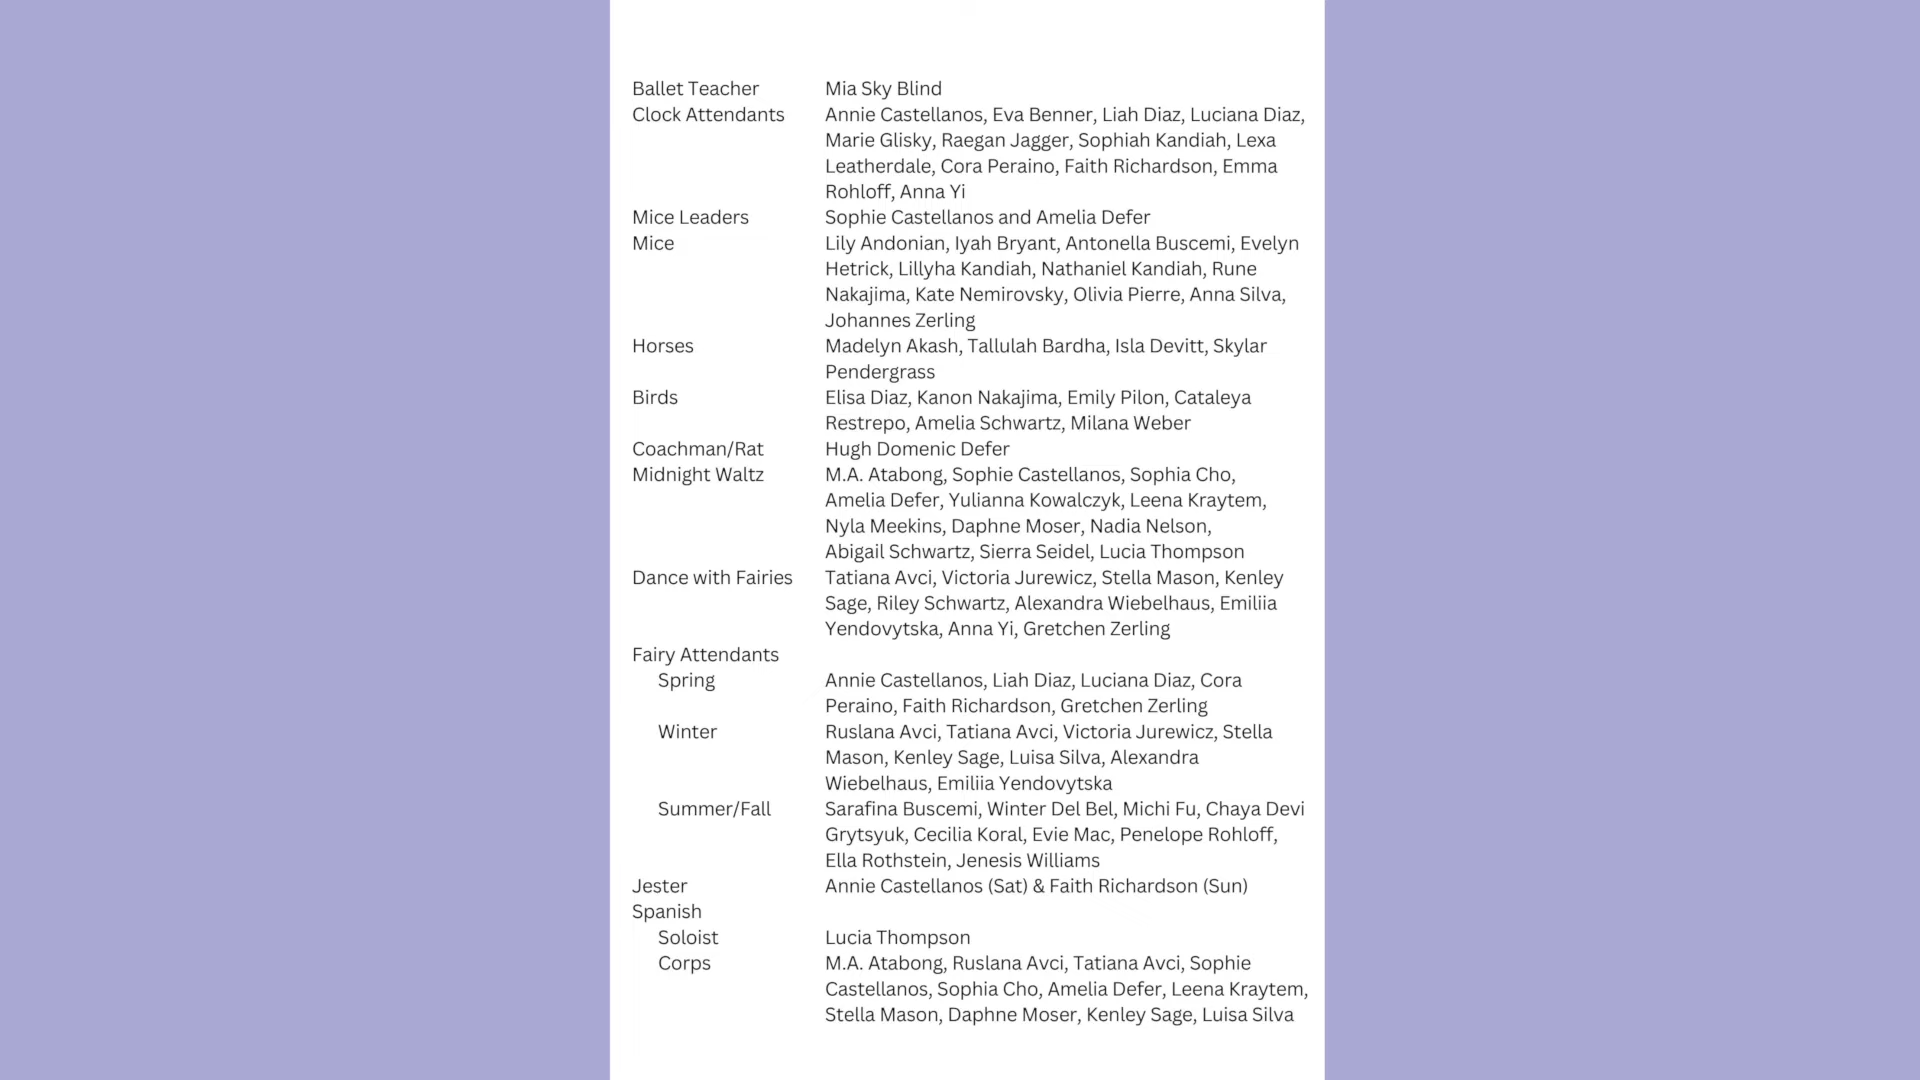 Ballet Teacher Mia Sky Blind
Clock Attendants Annie Castellanos, Eva Benner, Liah Diaz, Luciana Diaz,
Marie Glisky, Raegan Jagger, Sophiah Kandiah, Lexa
Leatherdale, Cora Peraino, Faith Richardson, Emma
Rohloff, Anna Yi
Mice Leaders Sophie Castellanos and Amelia Defer
Mice Lily Andonian, Iyah Bryant, Antonella Buscemi, Evelyn
Hetrick, Lillyha Kandiah, Nathaniel Kandiah, Rune
Nakajima, Kate Nemirovsky, Olivia Pierre, Anna Silva,
Johannes Zerling
Horses Madelyn Akash, Tallulah Bardha, Isla Devitt, Skylar
Pendergrass
Birds Elisa Diaz, Kanon Nakajima, Emily Pilon, Cataleya
Restrepo, Amelia Schwartz, Milana Weber
Coachman/Rat Hugh Domenic Defer
Midnight Waltz M.A. Atabong, Sophie Castellanos, Sophia Cho,
Amelia Defer, Yulianna Kowalczyk, Leena Kraytem,
Nyla Meekins, Daphne Moser, Nadia Nelson,
Abigail Schwartz, Sierra Seidel, Lucia Thompson
Dance with Fairies Tatiana Avci, Victoria Jurewicz, Stella Mason, Kenley
Sage, Riley Schwartz, Alexandra Wiebelhaus, Emiliia
Yendovytska, Anna Yi, Gretchen Zerling
Fairy Attendants
Spring Annie Castellanos, Liah Diaz, Luciana Diaz, Cora
Peraino, Faith Richardson, Gretchen Zerling
Winter Ruslana Avci, Tatiana Avci, Victoria Jurewicz, Stella
Mason, Kenley Sage, Luisa Silva, Alexandra
Wiebelhaus, Emiliia Yendovytska
Summer/Fall Sarafina Buscemi, Winter Del Bel, Michi Fu, Chaya Devi
Grytsyuk, Cecilia Koral, Evie Mac, Penelope Rohloff,
Ella Rothstein, Jenesis Williams
Jester Annie Castellanos (Sat) & Faith Richardson (Sun)
Spanish
Soloist Lucia Thompson
Corps M.A. Atabong, Ruslana Avci, Tatiana Avci, Sophie
Castellanos, Sophia Cho, Amelia Defer, Leena Kraytem,
Stella Mason, Daphne Moser, Kenley Sage, Luisa Silva